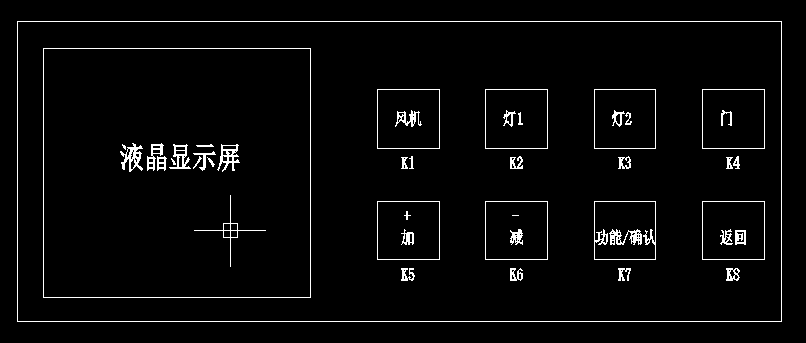 液晶显示屏
风机 灯1 灯2 门
K1 K2 K3 K4
+ -
加 减 功能/确认 返回
K5 K6 K7 K8